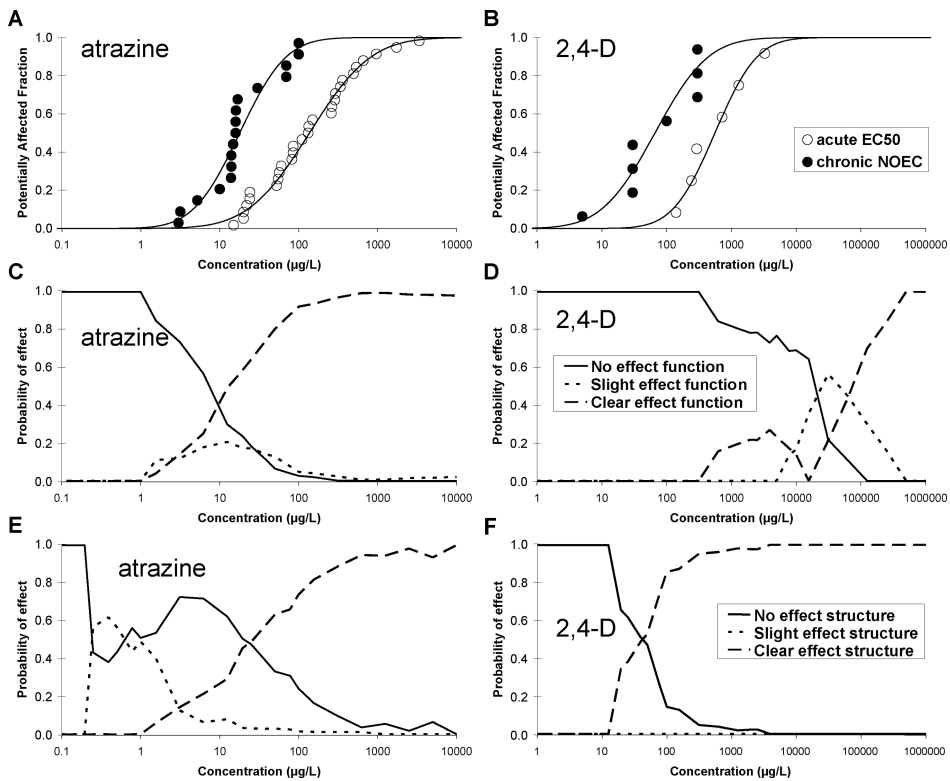 A
atrazine
Potentially Affected Fraction
1.0
0.8
0.6
0.4
0.2
0.0
0.1 1 10 100 1000 10000
Concentration (µg/L)
B
2,4-D
Potentially Affected Fraction
1.0
0.8
0.6
0.4
0.2
0.0
acute EC50
chronic NOEC
1 10 100 1000 10000 100000 1000000
Concentration (µg/L)
C
atrazine
Probability of effect
1.0
0.8
0.6
0.4
0.2
0.0
0.1 1 10 100 1000 10000
Concentration (µg/L)
D
2,4-D
Probability of effect
1.0
0.8
0.6
0.4
0.2
0.0
No effect function
Slight effect function
Clear effect function
1 10 100 1000 10000 100000 1000000
Concentration (µg/L)
E
atrazine
Probability of effect
1.0
0.8
0.6
0.4
0.2
0.0
0.1 1 10 100 1000 10000
Concentration (µg/L)
F
2,4-D
Probability of effect
1.0
0.8
0.6
0.4
0.2
0.0
No effect structure
Slight effect structure
Clear effect structure
1 10 100 1000 10000 100000 1000000
Concentration (µg/L)